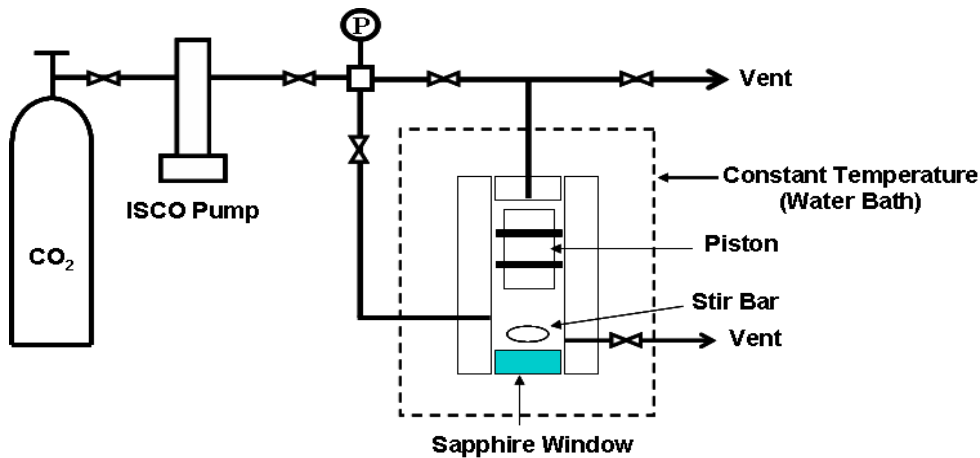 P
Vent
Constant Temperature
(Water Bath)
ISCO Pump
Piston
CO₂
Stir Bar
Vent
Sapphire Window